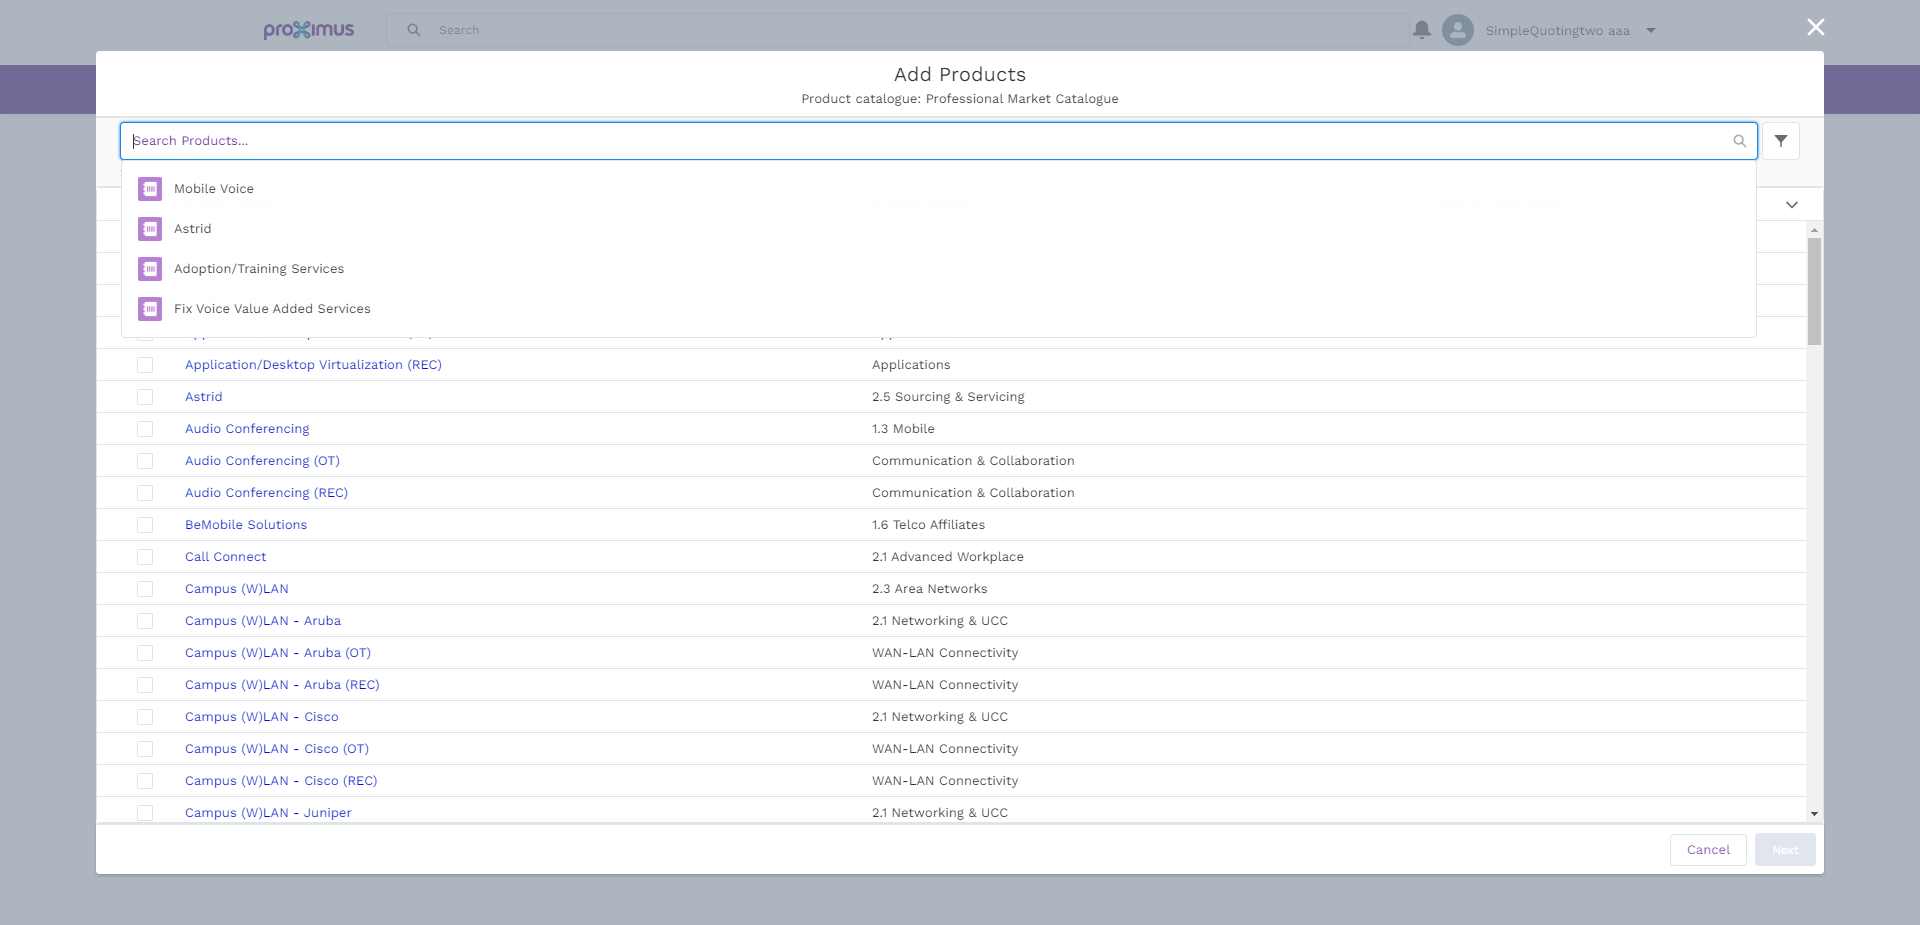 proximus
Search
SimpleQuotingtwo aaa
Add Products
Product catalogue: Professional Market Catalogue
Search Products...
Mobile Voice
Astrid
Adoption/Training Services
Fix Voice Value Added Services
Application/Desktop Virtualization (REC) Applications
Astrid 2.5 Sourcing & Servicing
Audio Conferencing 1.3 Mobile
Audio Conferencing (OT) Communication & Collaboration
Audio Conferencing (REC) Communication & Collaboration
BeMobile Solutions 1.6 Telco Affiliates
Call Connect 2.1 Advanced Workplace
Campus (W)LAN 2.3 Area Networks
Campus (W)LAN - Aruba 2.1 Networking & UCC
Campus (W)LAN - Aruba (OT) WAN-LAN Connectivity
Campus (W)LAN - Aruba (REC) WAN-LAN Connectivity
Campus (W)LAN - Cisco 2.1 Networking & UCC
Campus (W)LAN - Cisco (OT) WAN-LAN Connectivity
Campus (W)LAN - Cisco (REC) WAN-LAN Connectivity
Campus (W)LAN - Juniper 2.1 Networking & UCC
Cancel
Next